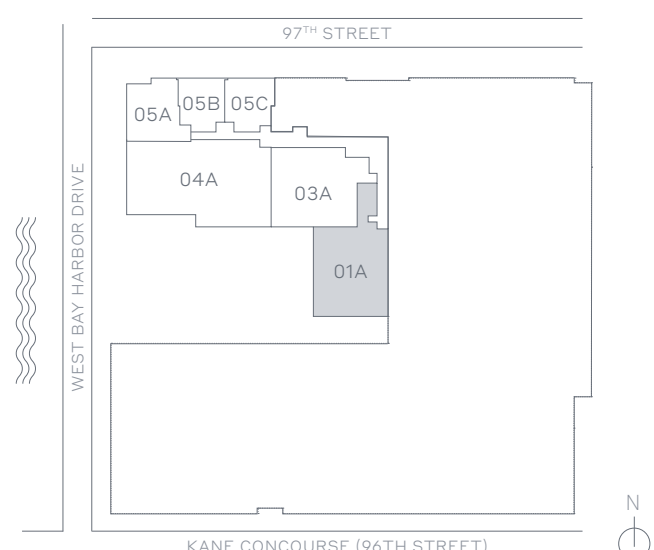 97TH STREET
05A
05B
05C
04A
03A
01A
WEST BAY HARBOR DRIVE
N
KANE CONCOURSE (96TH STREET)